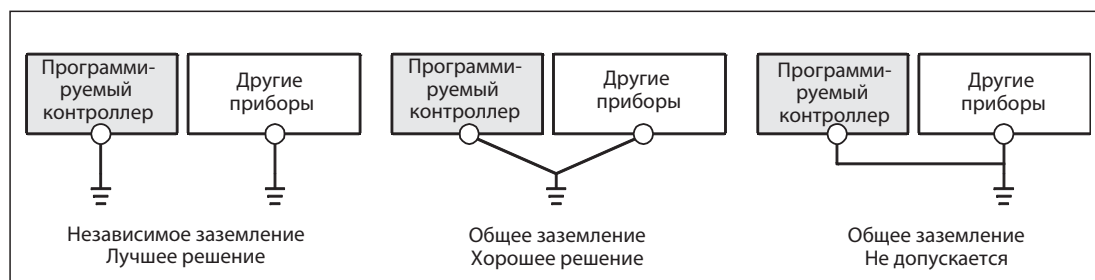 Программи-
руемый
контроллер
Другие
приборы
Независимое заземление
Лучшее решение
Программи-
руемый
контроллер
Другие
приборы
Общее заземление
Хорошее решение
Программи-
руемый
контроллер
Другие
приборы
Общее заземление
Не допускается